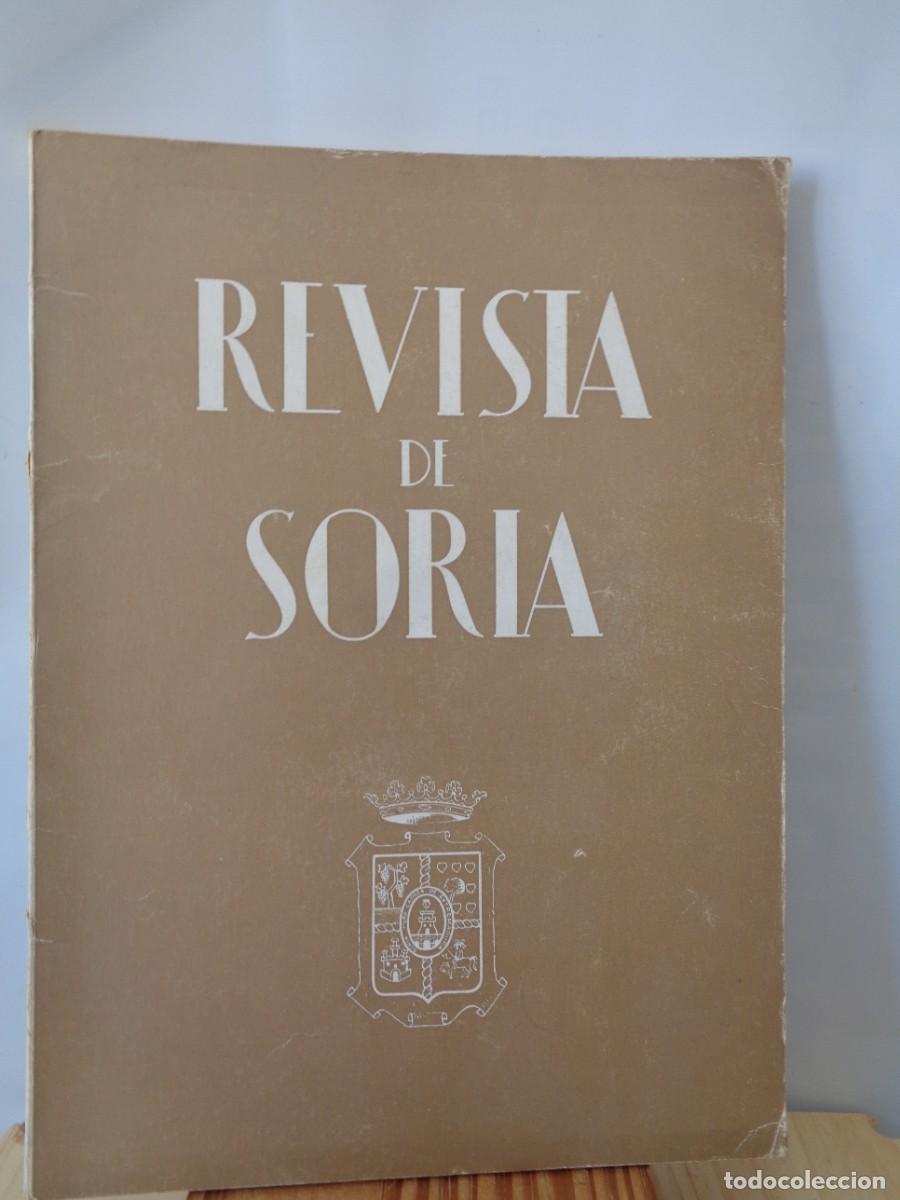 REVISTA
DE
SORIA
todocoleccion